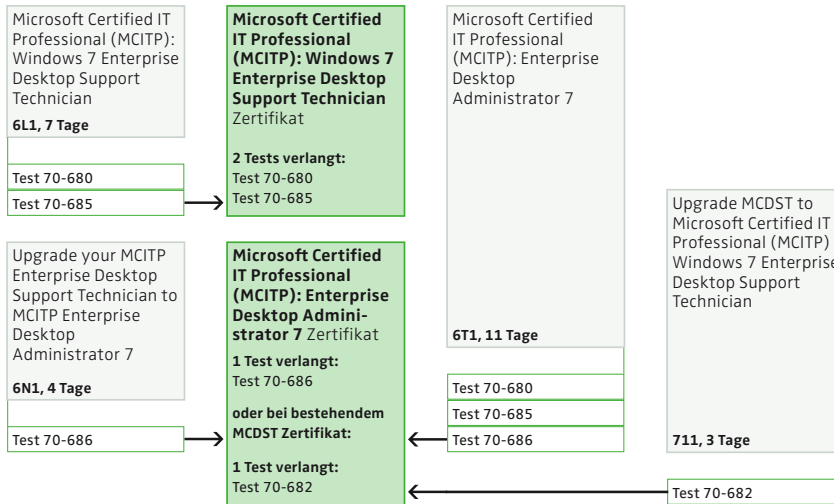 Microsoft Certified IT
Professional (MCITP):
Windows 7 Enterprise
Desktop Support
Technician
6L1, 7 Tage
Test 70-680
Test 70-685
Microsoft Certified
IT Professional
(MCITP): Windows 7
Enterprise Desktop
Support Technician
Zertifikat
2 Tests verlangt:
Test 70-680
Test 70-685
Microsoft Certified
IT Professional
(MCITP): Enterprise
Desktop
Administrator 7
6T1, 11 Tage
Test 70-680
Test 70-685
Test 70-686
Upgrade your MCITP
Enterprise Desktop
Support Technician to
MCITP Enterprise
Desktop
Administrator 7
6N1, 4 Tage
Test 70-686
Microsoft Certified
IT Professional
(MCITP): Enterprise
Desktop Admini-
strator 7 Zertifikat
1 Test verlangt:
Test 70-686
oder bei bestehendem
MCDST Zertifikat:
1 Test verlangt:
Test 70-682
Upgrade MCDST to
Microsoft Certified IT
Professional (MCITP)
Windows 7 Enterprise
Desktop Support
Technician
711, 3 Tage
Test 70-682